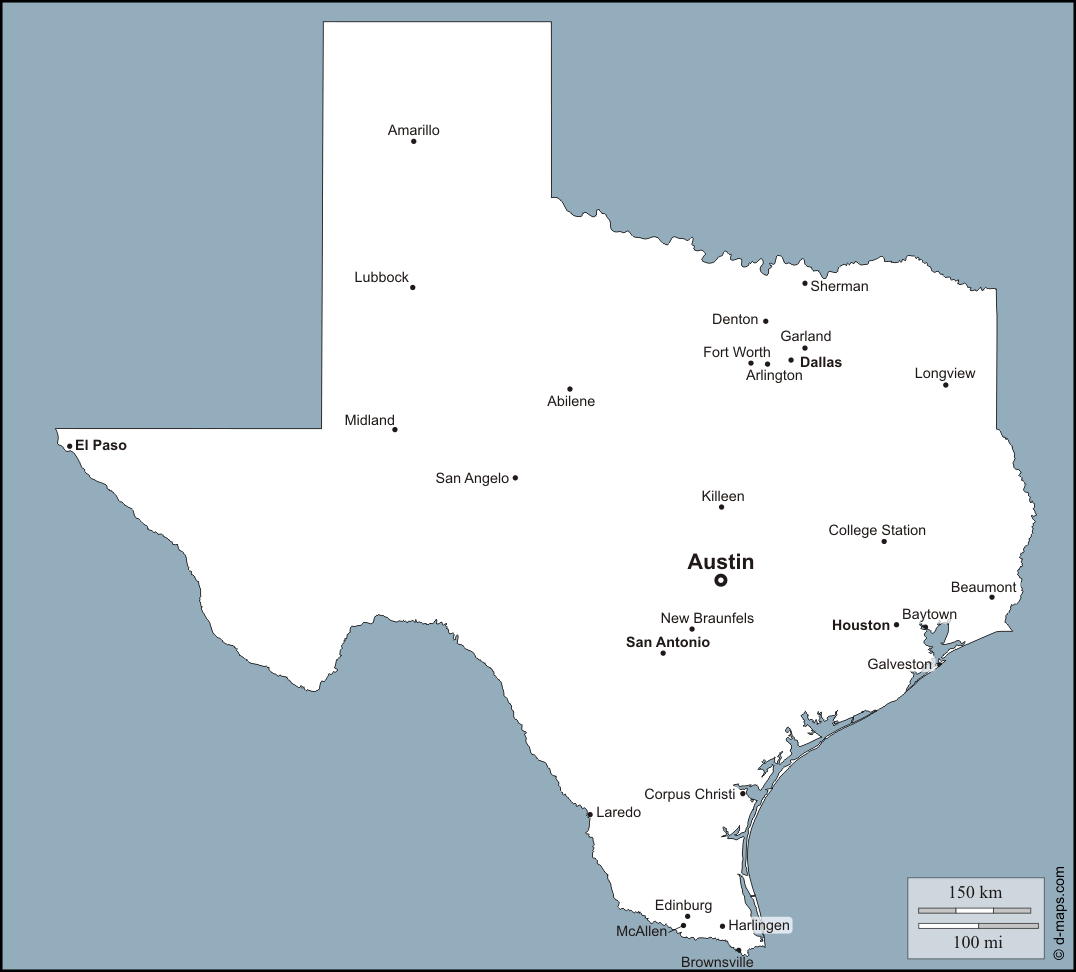 Amarillo
Lubbock
Sherman
Denton
Garland
Fort Worth
Dallas
Arlington
Longview
Abilene
Midland
El Paso
San Angelo
Killeen
College Station
Austin
Beaumont
New Braunfels
Baytown
Houston
San Antonio
Galveston
Corpus Christi
Laredo
Edinburg
Harlingen
McAllen
Brownsville
150 km
100 mi
© d-maps.com